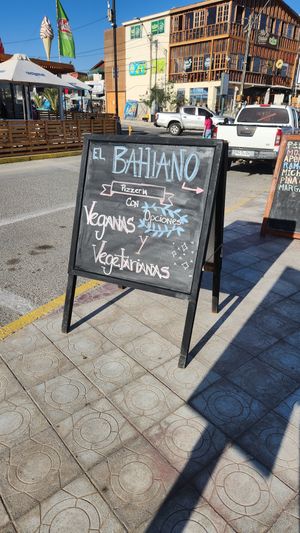 EL BAHIANO
Pizzeria
CON
Veganas Opciones
y
Vegetarianas